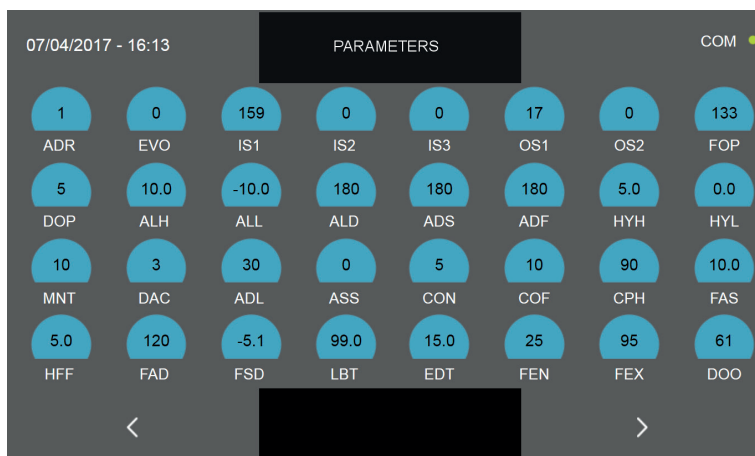 07/04/2017 - 16:13 PARAMETERS COM
1 0 159 0 0 17 0 133
ADR EVO IS1 IS2 IS3 OS1 OS2 FOP
5 10.0 -10.0 180 180 180 5.0 0.0
DOP ALH ALL ALD ADS ADF HYH HYL
10 3 30 0 5 10 90 10.0
MNT DAC ADL ASS CON COF CPH FAS
5.0 120 -5.1 99.0 15.0 25 95 61
HFF FAD FSD LBT EDT FEN FEX DOO